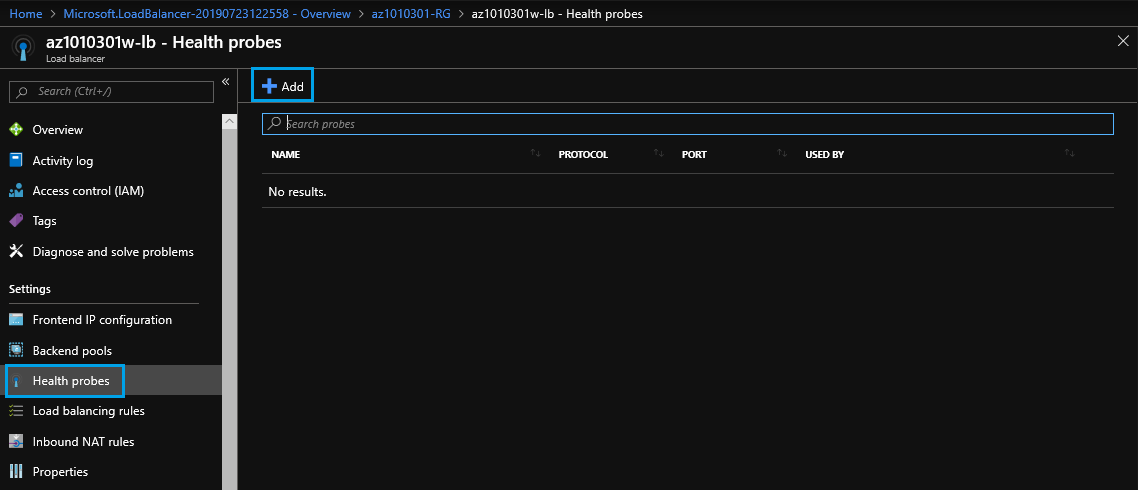 Home > Microsoft.LoadBalancer-20190723122558 - Overview > az1010301-RG > az1010301w-lb - Health probes
az1010301w-lb - Health probes
Load balancer
Search (Ctrl+/)
«
Overview
Activity log
Access control (IAM)
Tags
Diagnose and solve problems
Settings
Frontend IP configuration
Backend pools
Health probes
Load balancing rules
Inbound NAT rules
Properties
Add
Search probes
NAME PROTOCOL PORT USED BY
No results.